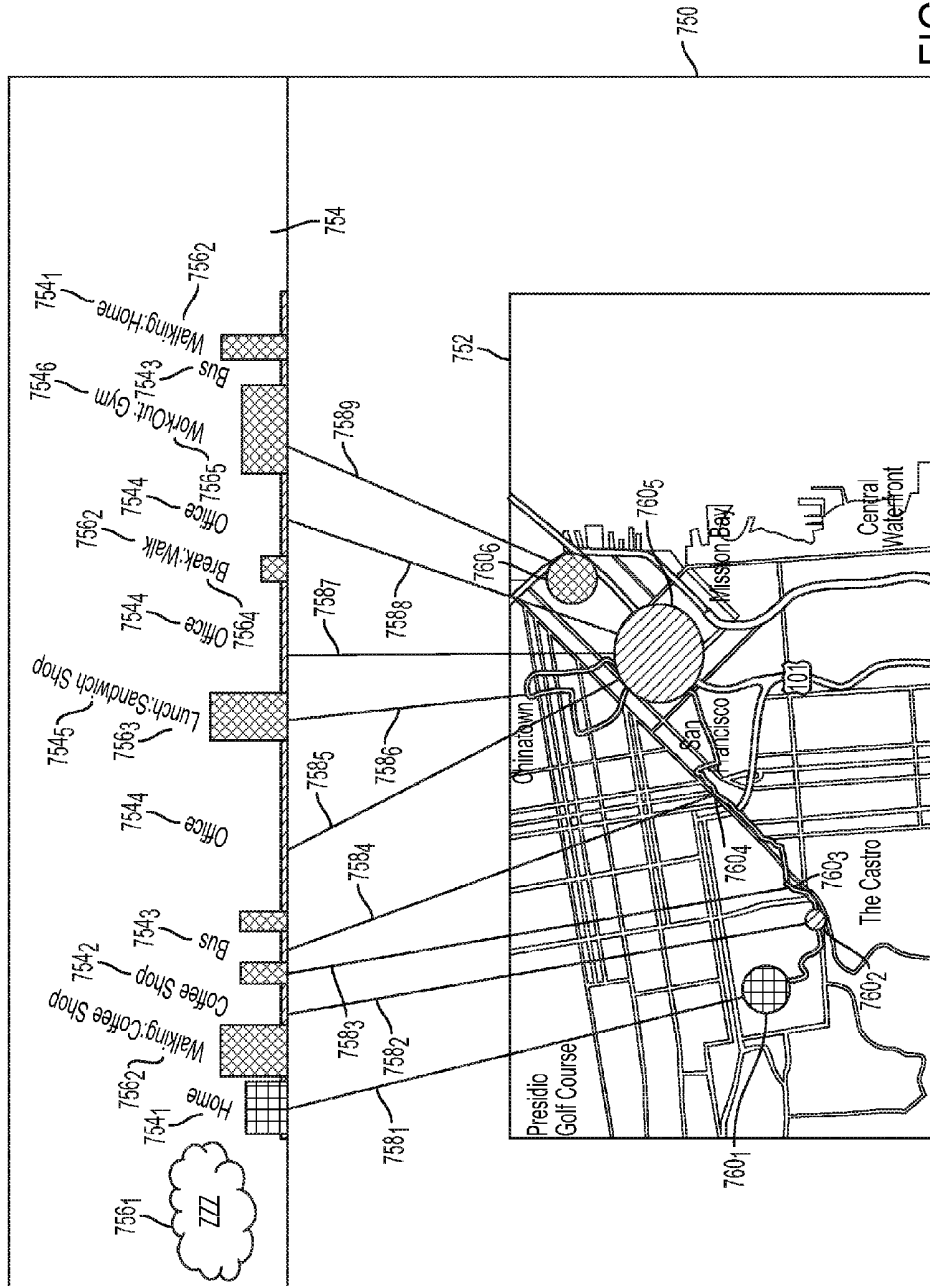 756₁
ZZZ
754₁
Home
756₂
Walking:Coffee Shop
754₂
Coffee Shop
754₃
Bus
754₄
Office
754₅
756₃
Lunch:Sandwich Shop
754₄
Office
756₄
Break:Walk
756₂
754₄
Office
756₅
WorkOut: Gym
754₆
754₃
Bus
754₁
Walking:Home
756₂
754
758₁
758₂
758₃
758₄
758₅
758₆
758₇
758₈
758₉
752
750
Presidio
Golf Course
Chinatown
760₆
760₅
San
Francisco
Mission Bay
101
Central
Waterfront
760₄
760₃
The Castro
760₂
760₁
FIG